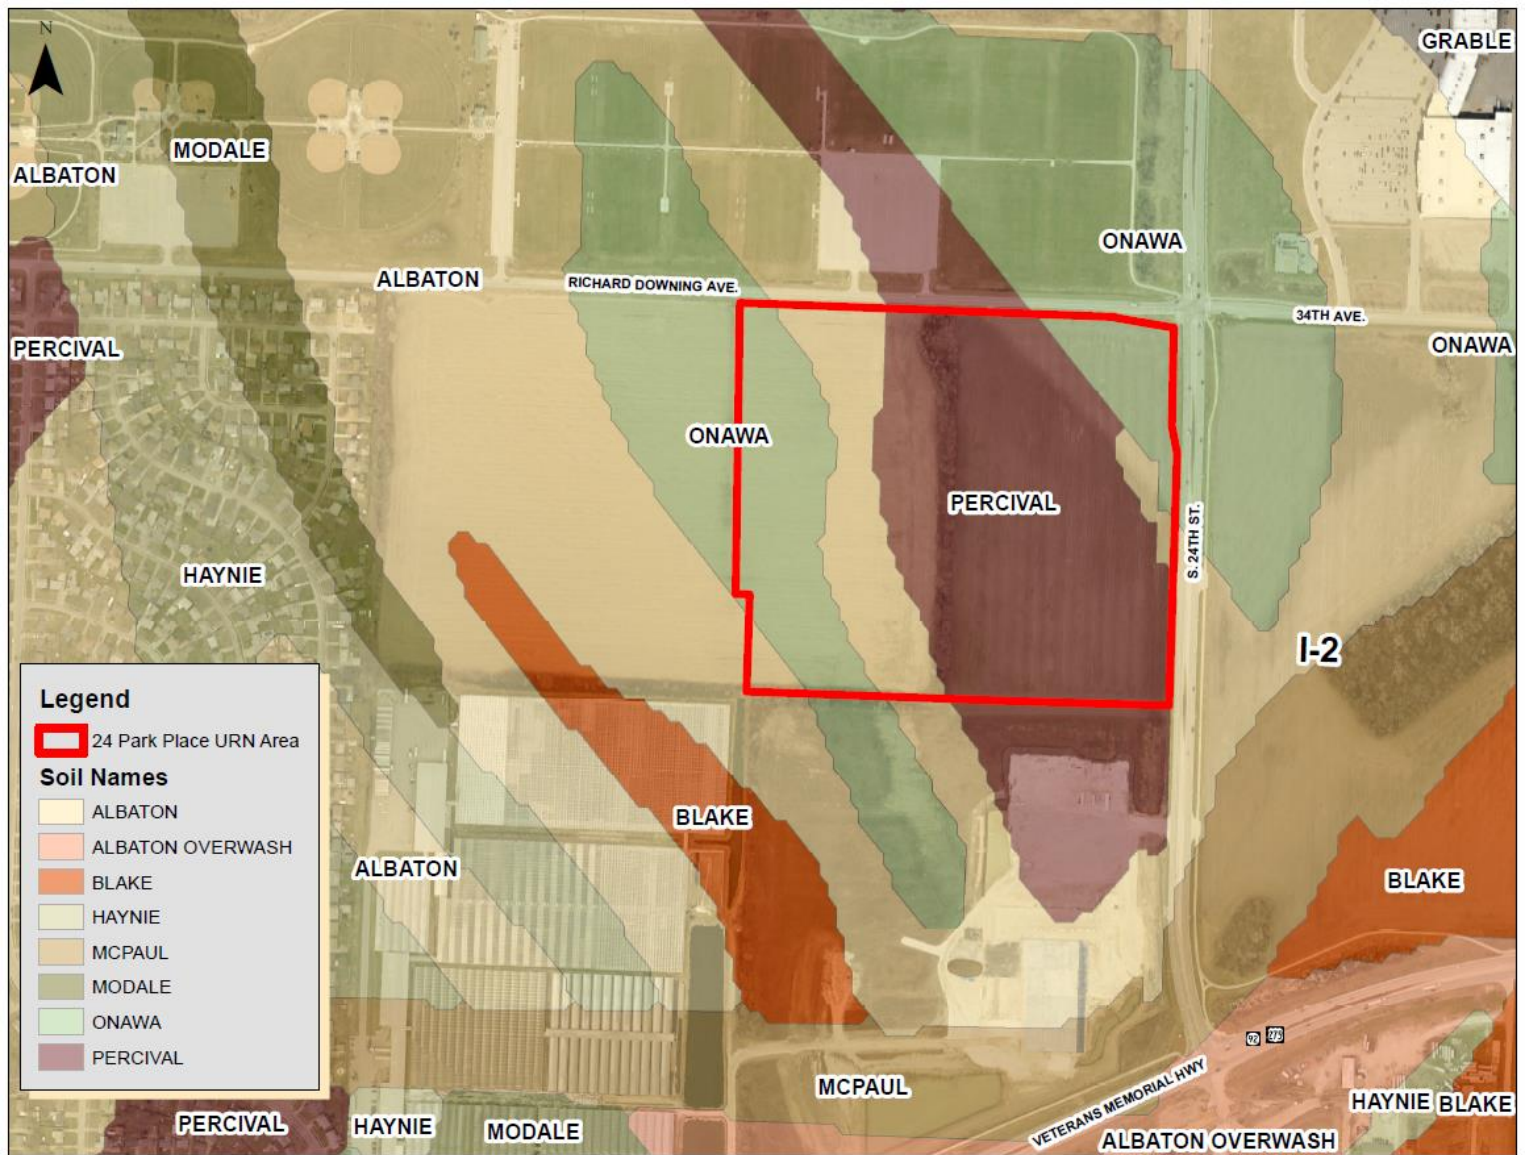 N
GRABLE
MODALE
ALBATON
ONAWA
ALBATON
RICHARD DOWNING AVE.
34TH AVE.
PERCIVAL
ONAWA
ONAWA
PERCIVAL
S. 24TH ST.
HAYNIE
I-2
Legend
24 Park Place URN Area
Soil Names
ALBATON
ALBATON OVERWASH
BLAKE
HAYNIE
MCPAUL
MODALE
ONAWA
PERCIVAL
BLAKE
ALBATON
BLAKE
92
275
MCPAUL
VETERANS MEMORIAL HWY
HAYNIE
BLAKE
PERCIVAL
HAYNIE
MODALE
ALBATON OVERWASH